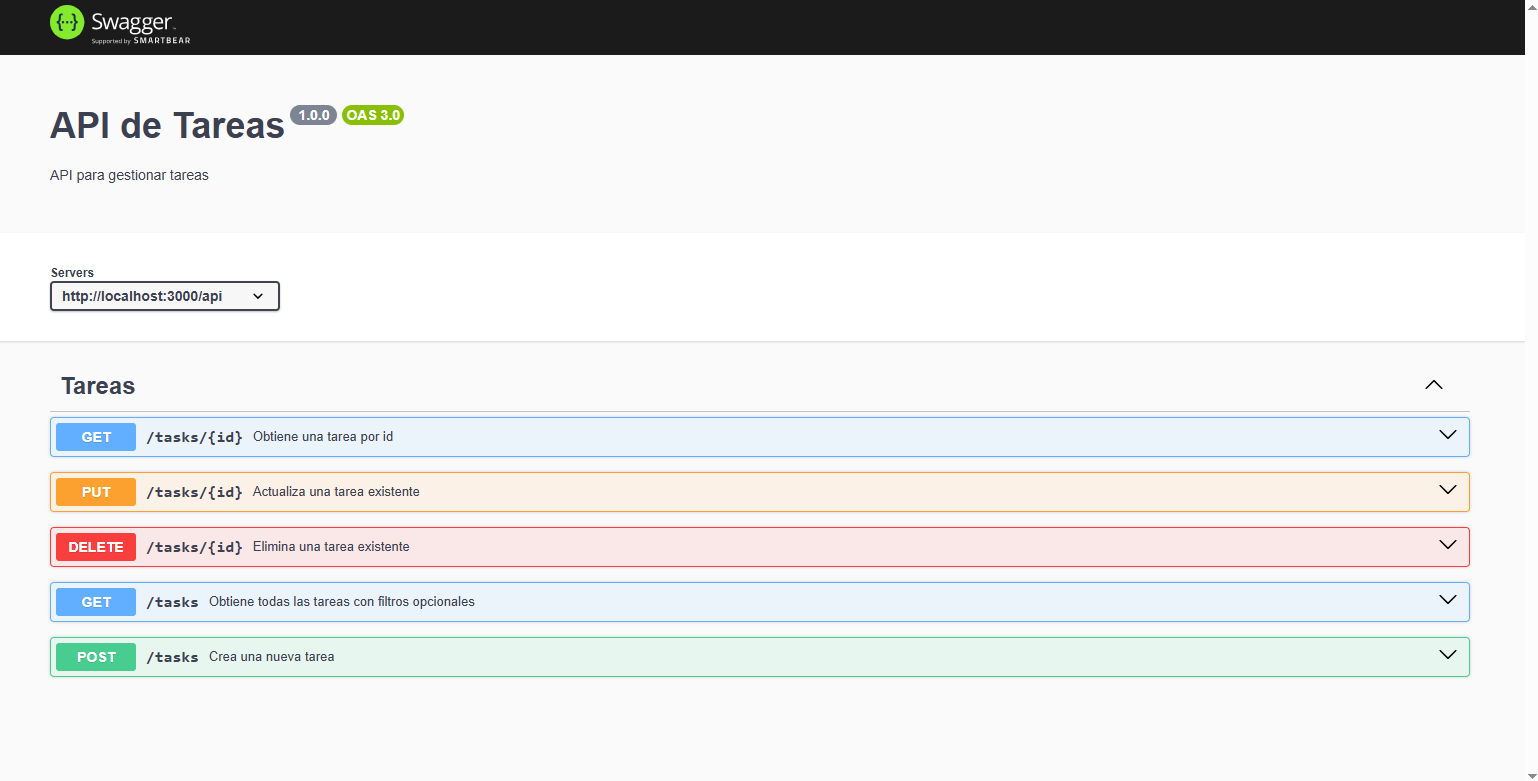 Swagger
Supported by SMARTBEAR
API de Tareas 1.0.0 OAS 3.0
API para gestionar tareas
Servers
http://localhost:3000/api
Tareas
GET /tasks/{id} Obtiene una tarea por id
PUT /tasks/{id} Actualiza una tarea existente
DELETE /tasks/{id} Elimina una tarea existente
GET /tasks Obtiene todas las tareas con filtros opcionales
POST /tasks Crea una nueva tarea